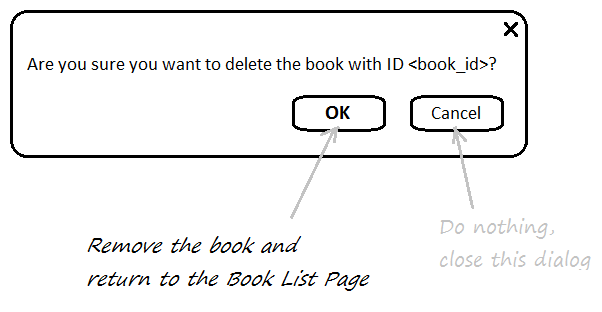 Are you sure you want to delete the book with ID <book_id>?
OK
Cancel
Remove the book and
return to the Book List Page
Do nothing,
close this dialog